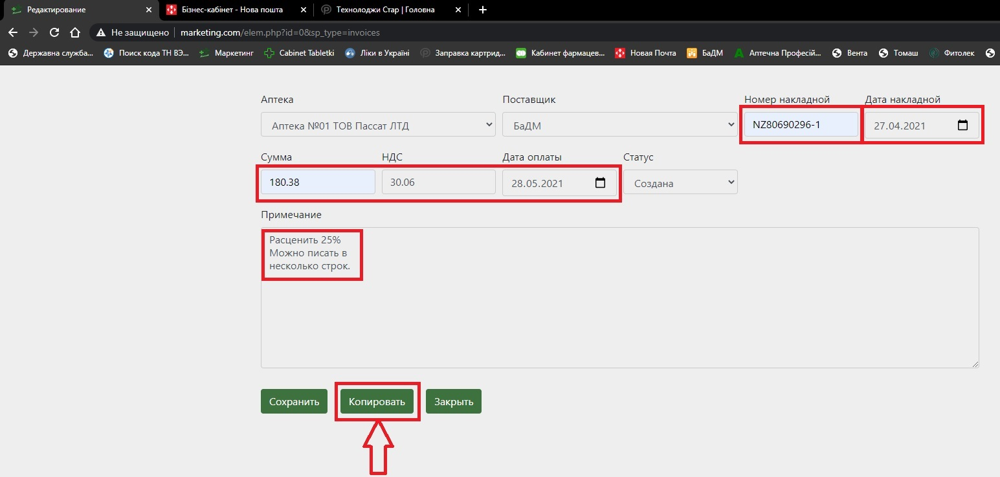 Редактирование
Бізнес-кабінет - Нова пошта
Технолоджи Стар | Головна
Не защищено
marketing.com/elem.php?id=0&sp_type=invoices
Державна служба...
Поиск кода ТН ВЭ...
Маркетинг
Cabinet Tabletki
Ліки в Україні
Заправка картрид...
Кабинет фармацев...
Новая Почта
БаДМ
Аптечна Професій...
Вента
Томаш
Фитолек
Аптека
Поставщик
Номер накладной
Дата накладной
Аптека №01 ТОВ Пассат ЛТД
БаДМ
NZ80690296-1
27.04.2021
Сумма
НДС
Дата оплаты
Статус
180.38
30.06
28.05.2021
Создана
Примечание
Расценить 25%
Можно писать в
несколько строк.
Сохранить
Копировать
Закрыть